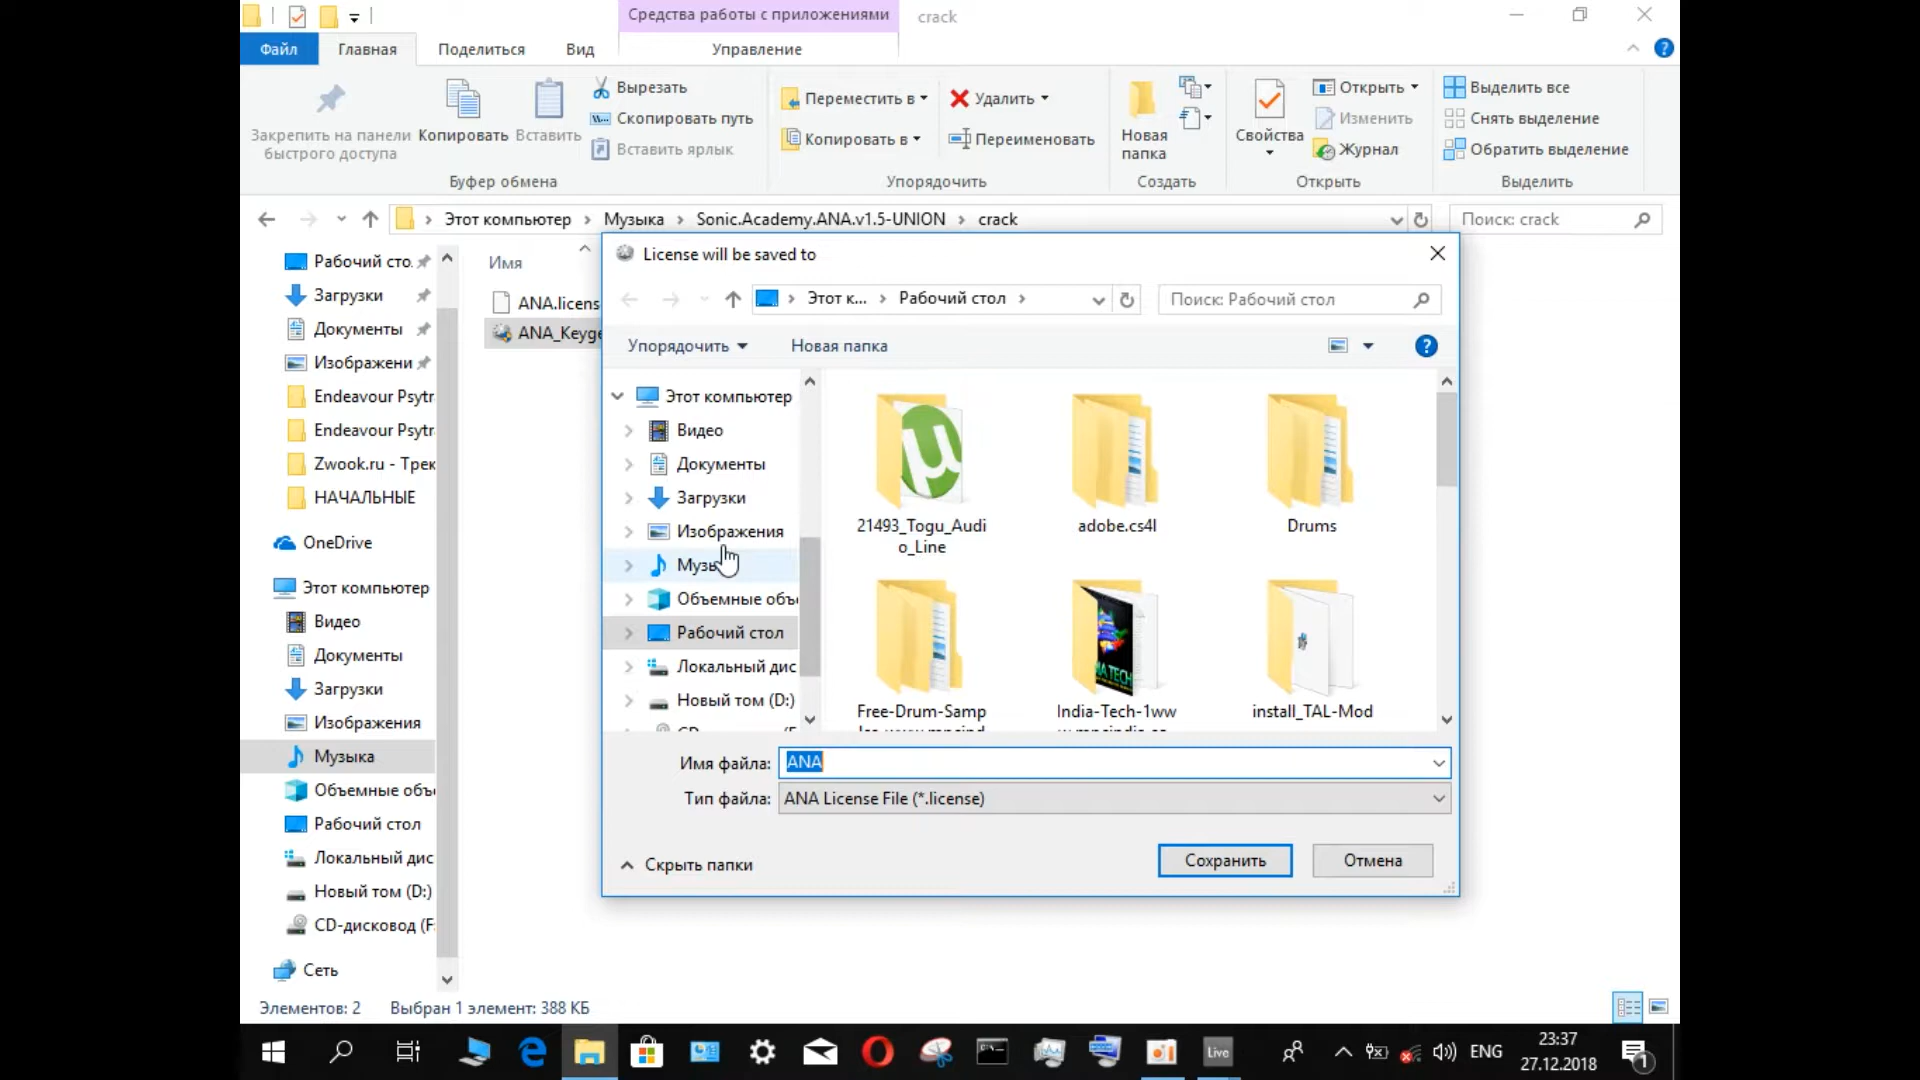 Средства работы с приложениями
crack
Файл
Главная
Поделиться
Вид
Управление
Закрепить на панели
быстрого доступа
Копировать
Вставить
Вырезать
Скопировать путь
Вставить ярлык
Буфер обмена
Переместить в
Копировать в
Удалить
Переименовать
Упорядочить
Новая
папка
Создать
Свойства
Открыть
Изменить
Журнал
Открыть
Выделить все
Снять выделение
Обратить выделение
Выделить
Этот компьютер
Музыка
Sonic.Academy.ANA.v1.5-UNION
crack
Поиск: crack
Рабочий сто.
Загрузки
Документы
Изображени
Endeavour Psytr
Endeavour Psytr
Zwook.ru - Трек
НАЧАЛЬНЫЕ
OneDrive
Этот компьютер
Видео
Документы
Загрузки
Изображения
Музыка
Объемные объ
Рабочий стол
Локальный дис
Новый том (D:)
CD-дисковод (F:
Сеть
Имя
ANA.licens
ANA_Keyge
License will be saved to
Этот к...
Рабочий стол
Поиск: Рабочий стол
Упорядочить
Новая папка
Этот компьютер
Видео
Документы
Загрузки
Изображения
Музы
Объемные объ
Рабочий стол
Локальный дис
Новый том (D:)
21493_Togu_Audi
o_Line
adobe.cs4l
Drums
Free-Drum-Samp
India-Tech-1ww
install_TAL-Mod
Имя файла:
ANA
Тип файла:
ANA License File (*.license)
Скрыть папки
Сохранить
Отмена
Элементов: 2
Выбран 1 элемент: 388 КБ
Live
ENG
23:37
27.12.2018
1